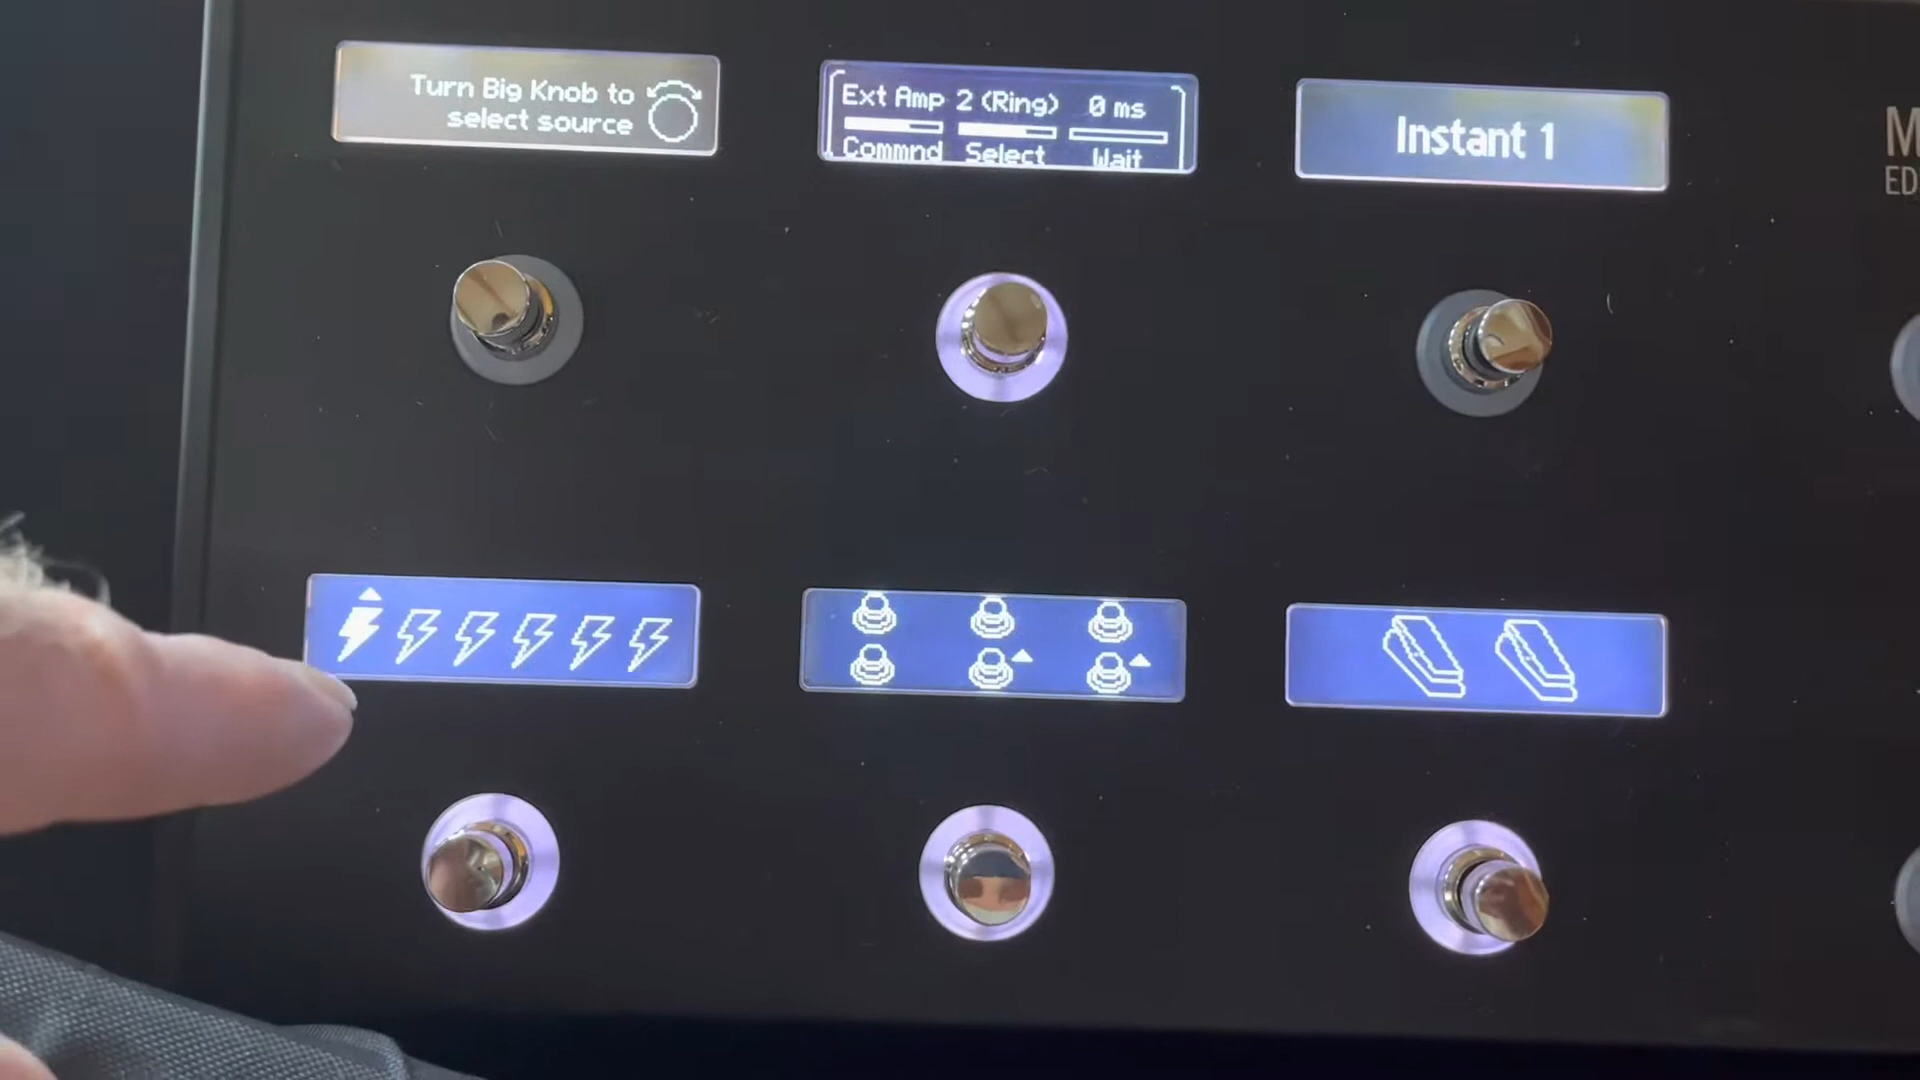 Turn Big Knob to
select source
Ext Amp 2 (Ring) 0 ms
Commnd Select Wait
Instant 1